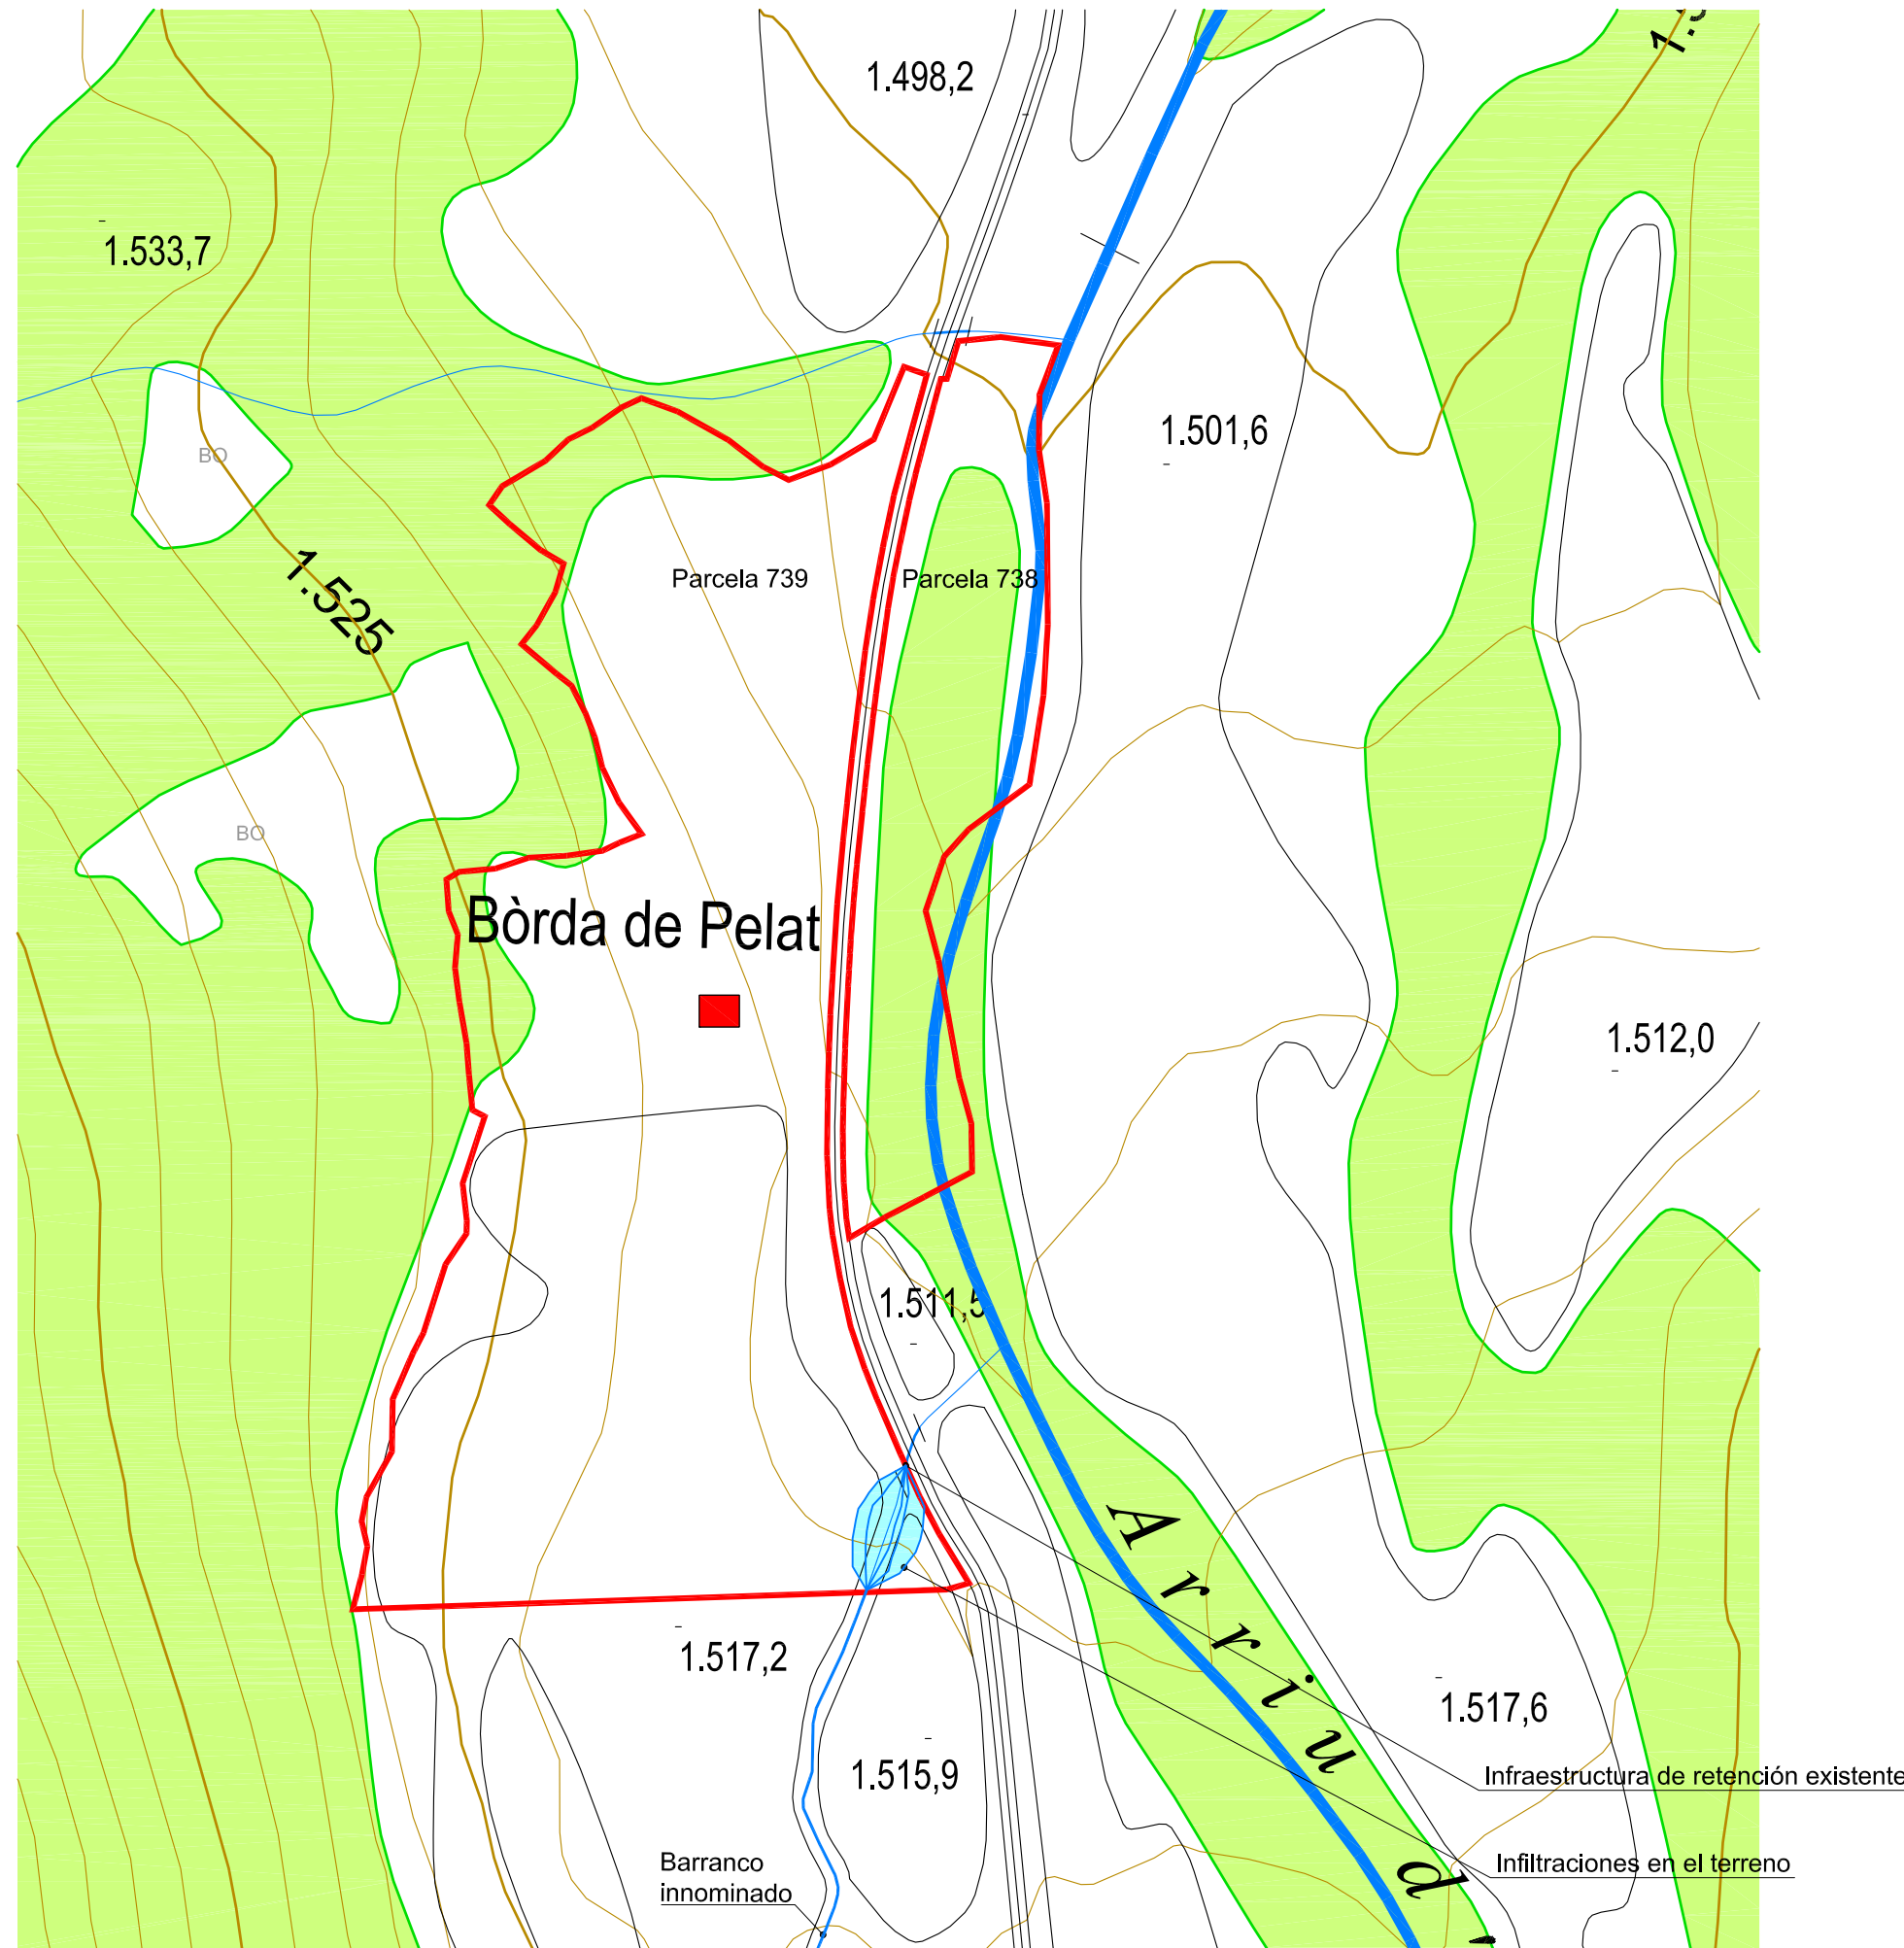 1.498,2
1.533,7
1.501,6
BO
1.525
Parcela 739
Parcela 738
BO
Bòrda de Pelat
1.512,0
1.511,5
1.517,2
1.517,6
1.515,9
Arriu d
Infraestructura de retención existente
Infiltraciones en el terreno
Barranco
innominado